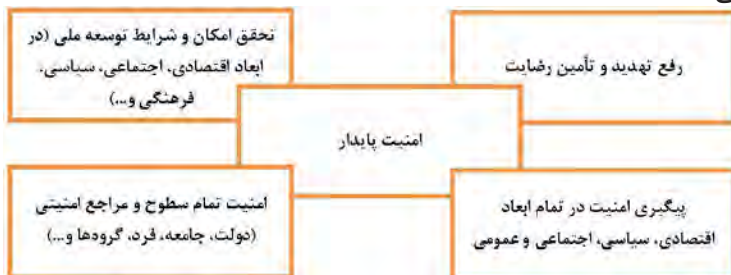 رفع تهدید و تأمین رضایت
تحقق امکان و شرایط توسعه ملی (در
ابعاد اقتصادی، اجتماعی، سیاسی،
فرهنگی و...)
امنیت پایدار
پیگیری امنیت در تمام ابعاد
اقتصادی، سیاسی، اجتماعی و عمومی
امنیت تمام سطوح و مراجع امنیتی
(دولت، جامعه، فرد، گروه‌ها و...)